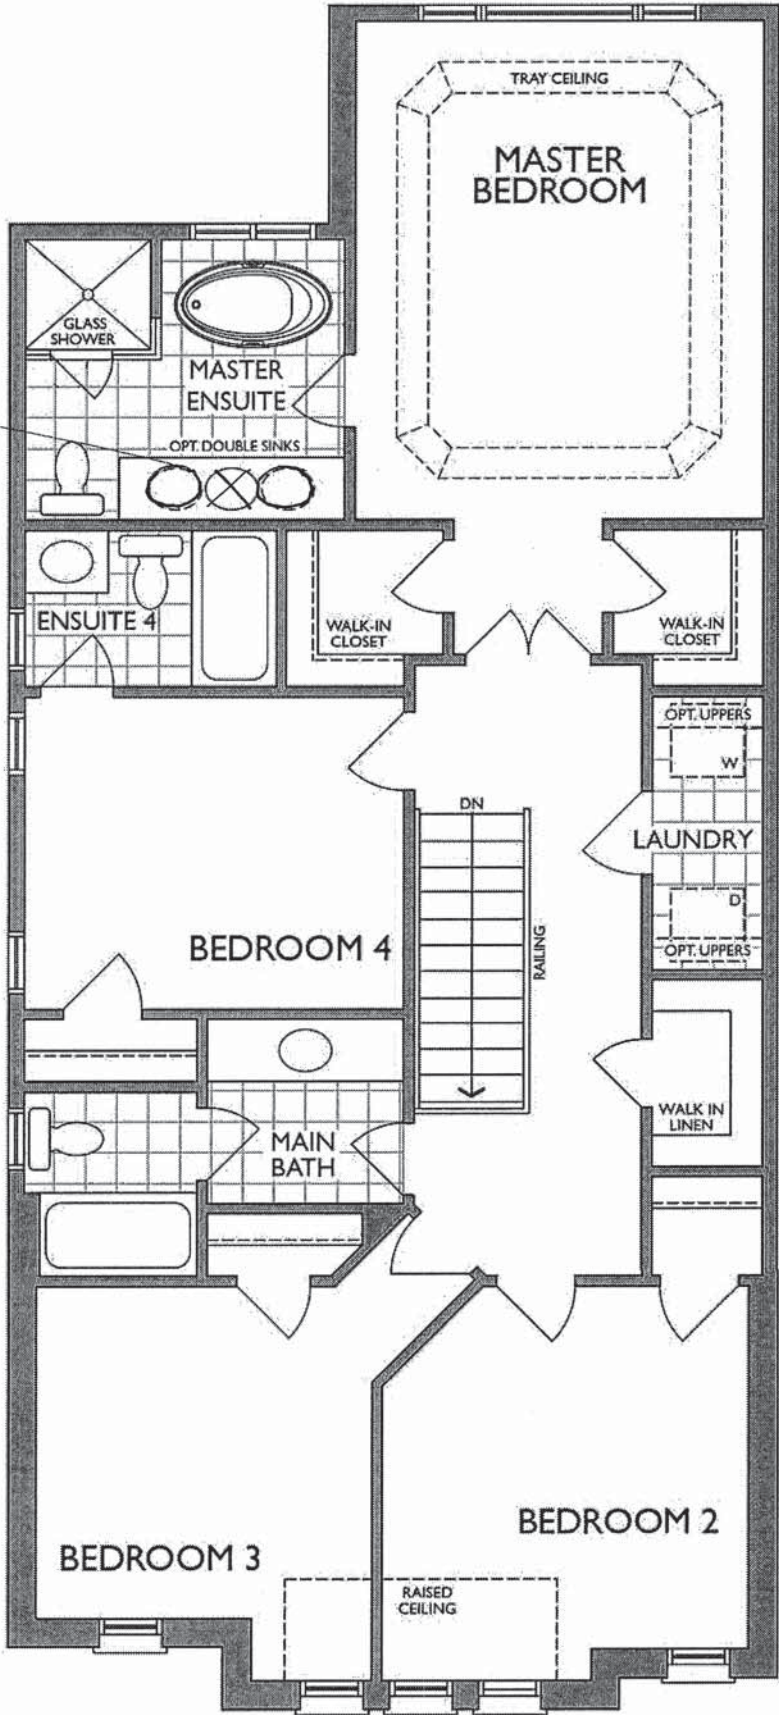 TRAY CEILING
MASTER
BEDROOM
GLASS
SHOWER
MASTER
ENSUITE
OPT. DOUBLE SINKS
ENSUITE 4
WALK-IN
CLOSET
WALK-IN
CLOSET
OPT. UPPERS
W
DN
LAUNDRY
D
RAILING
BEDROOM 4
OPT. UPPERS
WALK IN
LINEN
MAIN
BATH
BEDROOM 2
BEDROOM 3
RAISED
CEILING